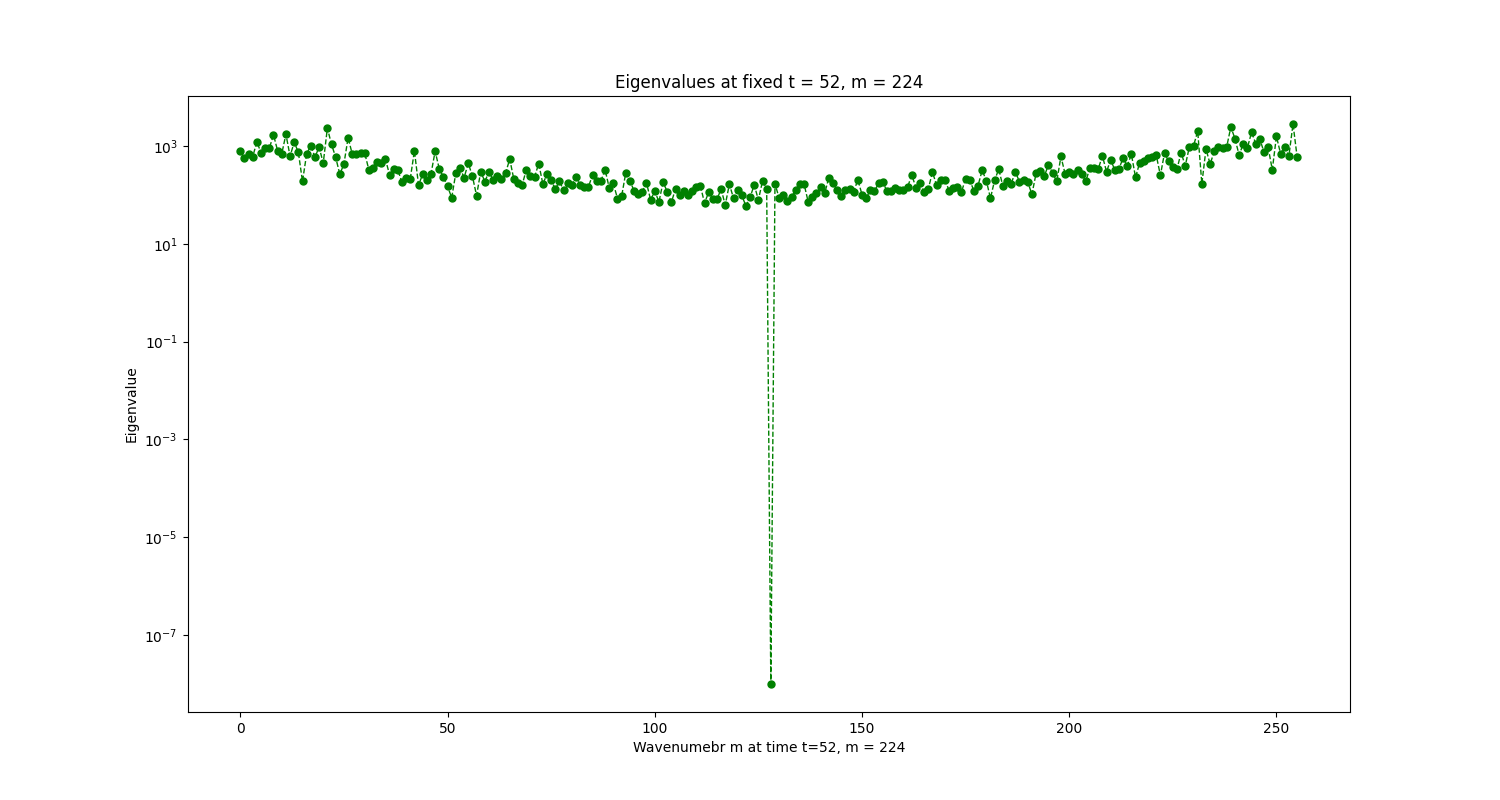 Eigenvalues at fixed t = 52, m = 224
10³
10¹
10⁻¹
10⁻³
10⁻⁵
10⁻⁷
Eigenvalue
0 50 100 150 200 250
Wavenumebr m at time t=52, m = 224